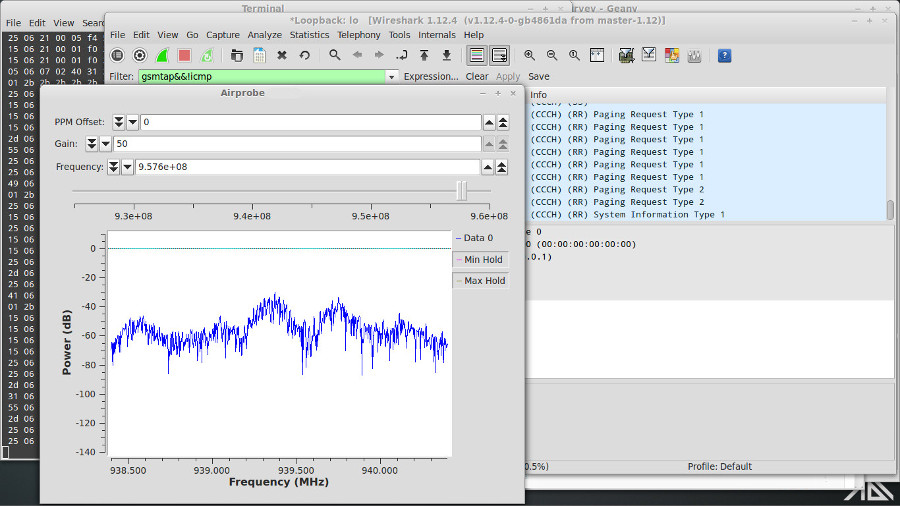 Terminal
rvey - Geany
File Edit View Searc
*Loopback: lo [Wireshark 1.12.4 (v1.12.4-0-gb4861da from master-1.12)]
File Edit View Go Capture Analyze Statistics Telephony Tools Internals Help
Filter: gsmtap&&!icmp Expression... Clear Apply Save
Info
(CCCH) (RR) Paging Request Type 1
(CCCH) (RR) Paging Request Type 1
(CCCH) (RR) Paging Request Type 1
(CCCH) (RR) Paging Request Type 1
(CCCH) (RR) Paging Request Type 1
(CCCH) (RR) Paging Request Type 1
(CCCH) (RR) Paging Request Type 2
(CCCH) (RR) Paging Request Type 2
(CCCH) (RR) System Information Type 1
e 0
0 (00:00:00:00:00:00)
.0.1)
0.5%) Profile: Default
25 06 21 00 05 f4
15 06 21 00 01 f0
15 06 21 00 01 f0
25 06 07 02 40 31
01 2b 2b 2b 2b 2b
25 06
15 06
15 06
25 06
55 06
25 06
15 06
49 06
01 2b
25 06
15 06
25 06
15 06
15 06
25 06
25 06
41 06
01 2b
15 06
25 06
15 06
15 06
25 06
2d 06
31 06
55 06
2d 06
25 06
Airprobe
PPM Offset: 0
Gain: 50
Frequency: 9.576e+08
9.3e+08 9.4e+08 9.5e+08 9.6e+08
Data 0
Min Hold
Max Hold
Power (dB)
0
-20
-40
-60
-80
-100
-120
-140
938.500 939.000 939.500 940.000
Frequency (MHz)